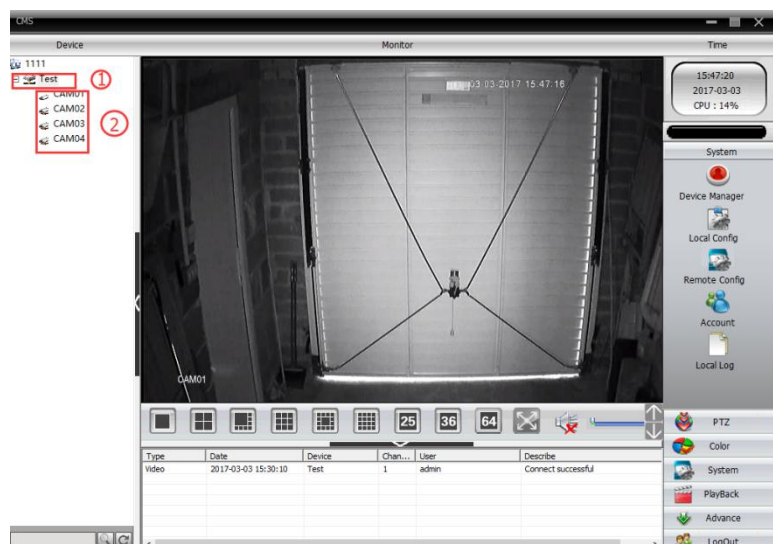 CMS
Device
Monitor
Time
1111
Test
①
CAM01
CAM02
CAM03
CAM04
②
03-03-2017 15:47:16
CAM01
15:47:20
2017-03-03
CPU : 14%
System
Device Manager
Local Config
Remote Config
Account
Local Log
25 36 64
PTZ
Color
System
PlayBack
Advance
LogOut
Type Date Device Chan... User Describe
Video 2017-03-03 15:30:10 Test 1 admin Connect successful